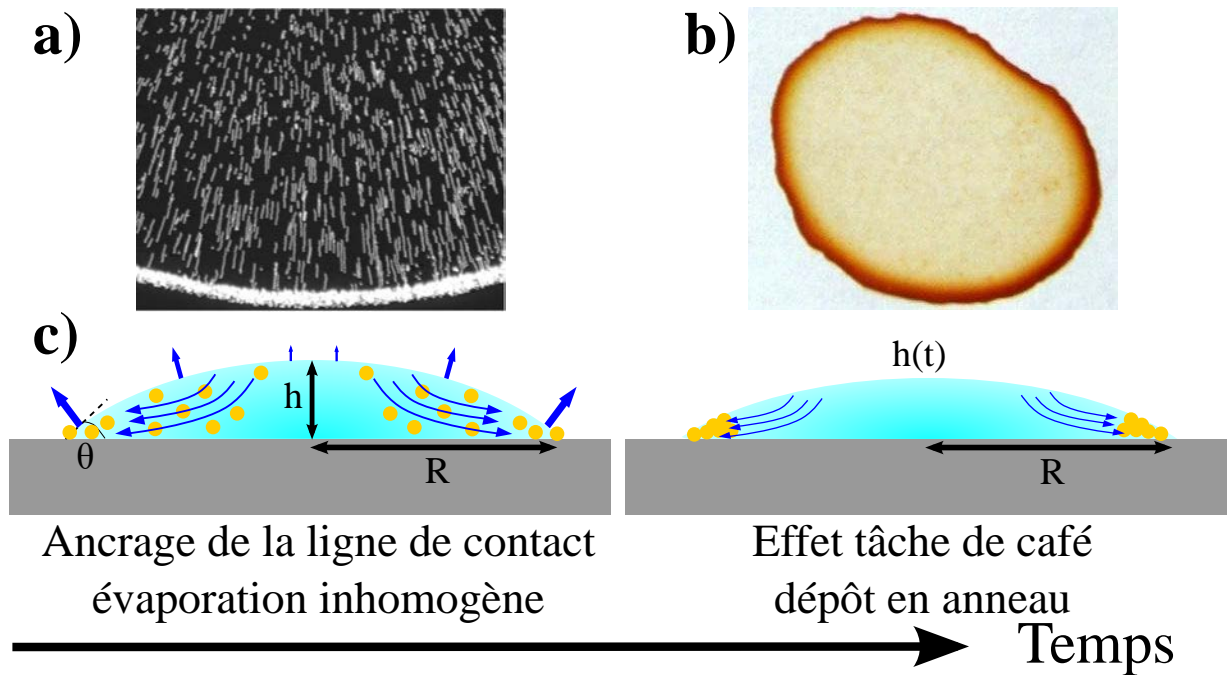 a)
b)
c)
h(t)
h
θ
R
R
Ancrage de la ligne de contact
évaporation inhomogène
Effet tâche de café
dépôt en anneau
Temps